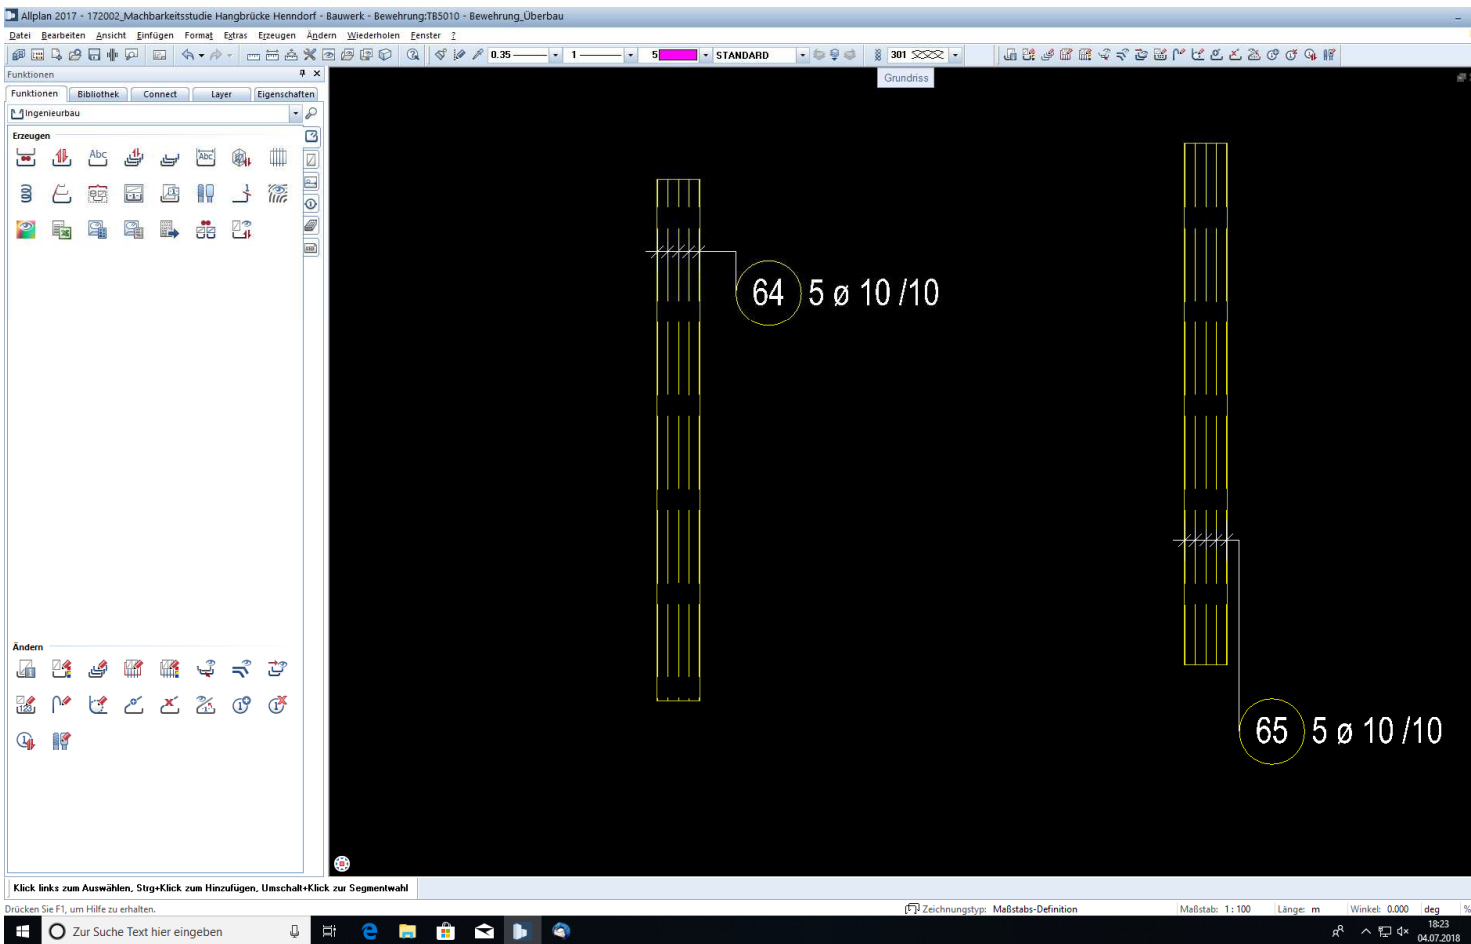 Allplan 2017 - 172002_Machbarkeitsstudie Hangbrücke Henndorf - Bauwerk - Bewehrung:TB5010 - Bewehrung_Überbau
Datei Bearbeiten Ansicht Einfügen Format Extras Erzeugen Ändern Wiederholen Fenster ?
0.35 1 5 STANDARD 301
Funktionen
Grundriss
Funktionen Bibliothek Connect Layer Eigenschaften
Ingenieurbau
Erzeugen
Abc Abc
64 5 ø 10 /10
Ändern
65 5 ø 10 /10
Klick links zum Auswählen, Strg+Klick zum Hinzufügen, Umschalt+Klick zur Segmentwahl
Drücken Sie F1, um Hilfe zu erhalten.
Zeichnungstyp: Maßstabs-Definition
Maßstab: 1 : 100
Länge: m
Winkel: 0.000 deg %
Zur Suche Text hier eingeben
18:23
04.07.2018